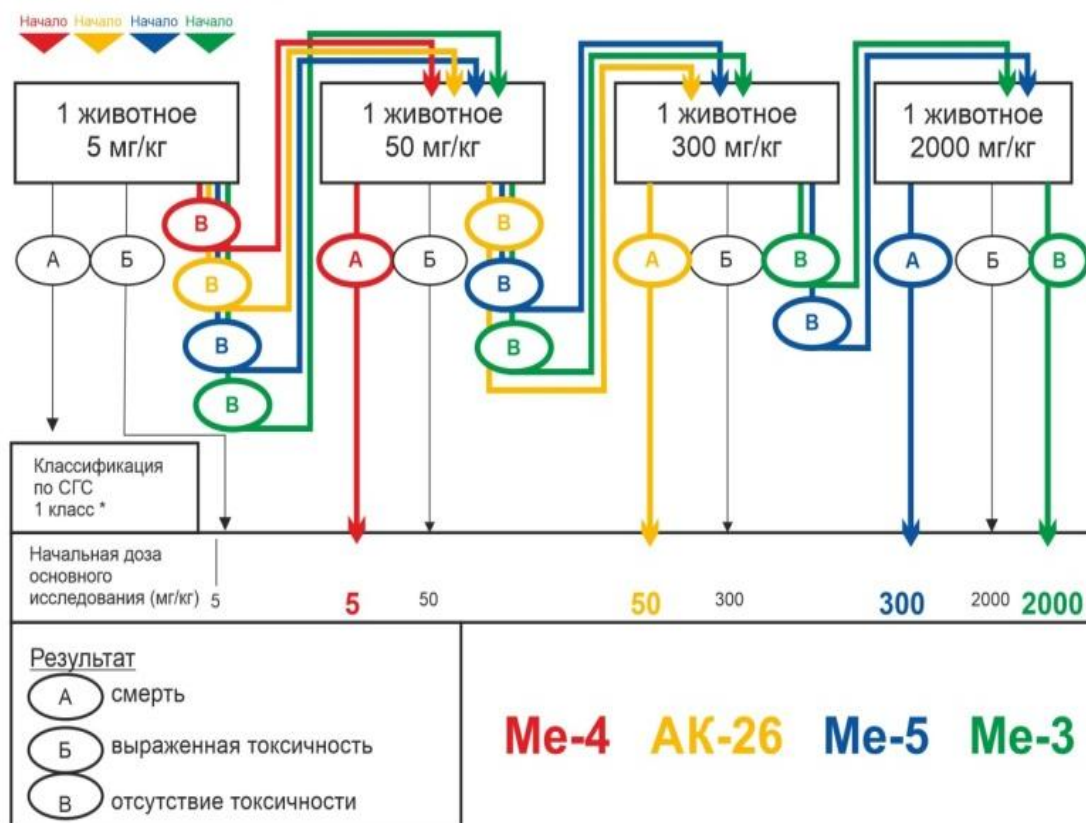 Начало Начало Начало Начало
1 животное
5 мг/кг
1 животное
50 мг/кг
1 животное
300 мг/кг
1 животное
2000 мг/кг
В
В
В
В
А
Б
А
Б
В
В
В
А
Б
В
В
А
Б
В
Классификация
по СГС
1 класс *
Начальная доза
основного
исследования (мг/кг)
5
5
50
50
300
300
2000
2000
Результат
А смерть
Б выраженная токсичность
В отсутствие токсичности
Ме-4 АК-26 Ме-5 Ме-3